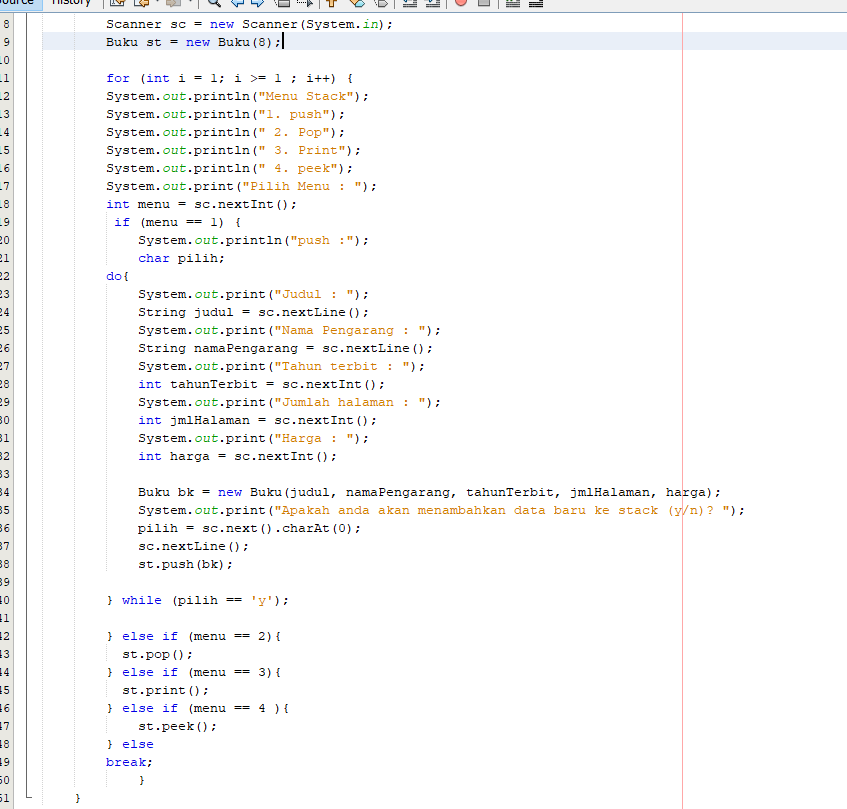 Source History
8 Scanner sc = new Scanner(System.in);
9 Buku st = new Buku(8);
10
11 for (int i = 1; i >= 1 ; i++) {
12 System.out.println("Menu Stack");
13 System.out.println("1. push");
14 System.out.println(" 2. Pop");
15 System.out.println(" 3. Print");
16 System.out.println(" 4. peek");
17 System.out.print("Pilih Menu : ");
18 int menu = sc.nextInt();
19 if (menu == 1) {
20 System.out.println("push :");
21 char pilih;
22 do{
23 System.out.print("Judul : ");
24 String judul = sc.nextLine();
25 System.out.print("Nama Pengarang : ");
26 String namaPengarang = sc.nextLine();
27 System.out.print("Tahun terbit : ");
28 int tahunTerbit = sc.nextInt();
29 System.out.print("Jumlah halaman : ");
30 int jmlHalaman = sc.nextInt();
31 System.out.print("Harga : ");
32 int harga = sc.nextInt();
33
34 Buku bk = new Buku(judul, namaPengarang, tahunTerbit, jmlHalaman, harga);
35 System.out.print("Apakah anda akan menambahkan data baru ke stack (y/n)? ");
36 pilih = sc.next().charAt(0);
37 sc.nextLine();
38 st.push(bk);
39
40 } while (pilih == 'y');
41
42 } else if (menu == 2){
43 st.pop();
44 } else if (menu == 3){
45 st.print();
46 } else if (menu == 4 ){
47 st.peek();
48 } else
49 break;
50 }
51 }